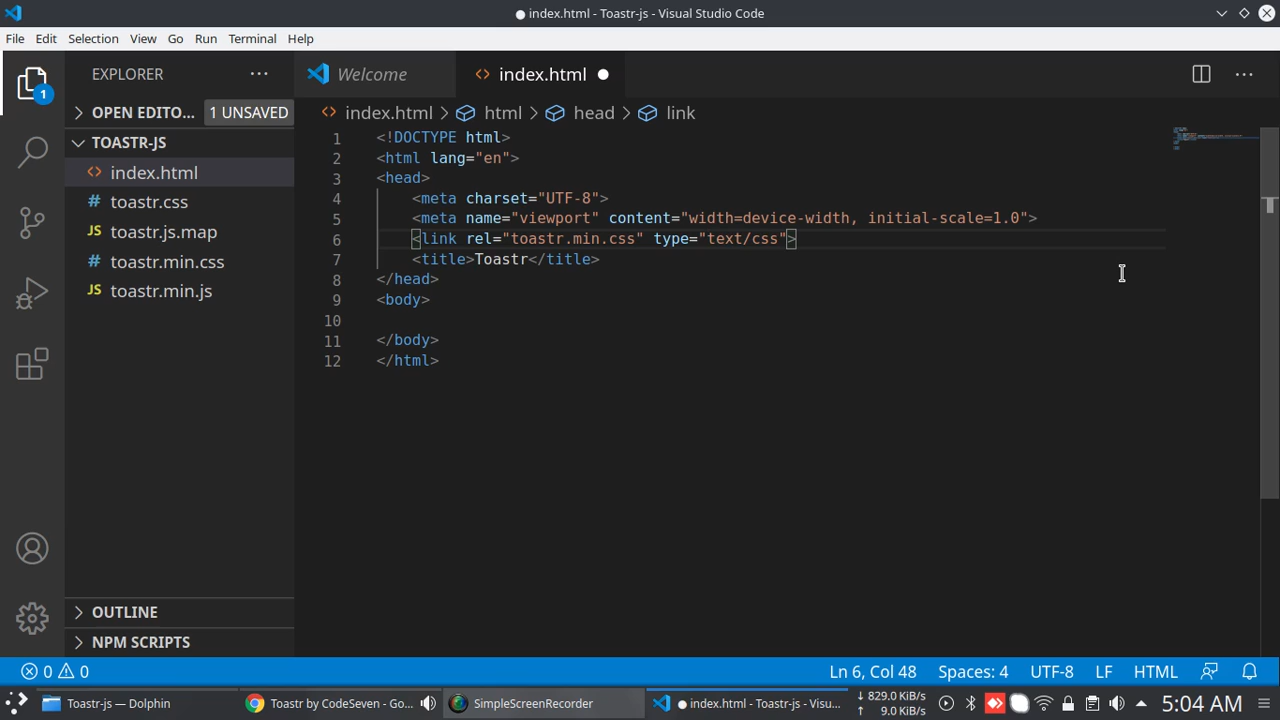 index.html - Toastr-js - Visual Studio Code
File Edit Selection View Go Run Terminal Help
EXPLORER
Welcome
index.html
OPEN EDITO... 1 UNSAVED
index.html > html > head > link
TOASTR-JS
index.html
# toastr.css
JS toastr.js.map
# toastr.min.css
JS toastr.min.js
OUTLINE
NPM SCRIPTS
1
1 <!DOCTYPE html>
2 <html lang="en">
3 <head>
4 <meta charset="UTF-8">
5 <meta name="viewport" content="width=device-width, initial-scale=1.0">
6 <link rel="toastr.min.css" type="text/css">
7 <title>Toastr</title>
8 </head>
9 <body>
10
11 </body>
12 </html>
0 0 Ln 6, Col 48 Spaces: 4 UTF-8 LF HTML
Toastr-js — Dolphin
Toastr by CodeSeven - Go...
SimpleScreenRecorder
index.html - Toastr-js - Visu...
↓ 829.0 KiB/s
↑ 9.0 KiB/s
5:04 AM